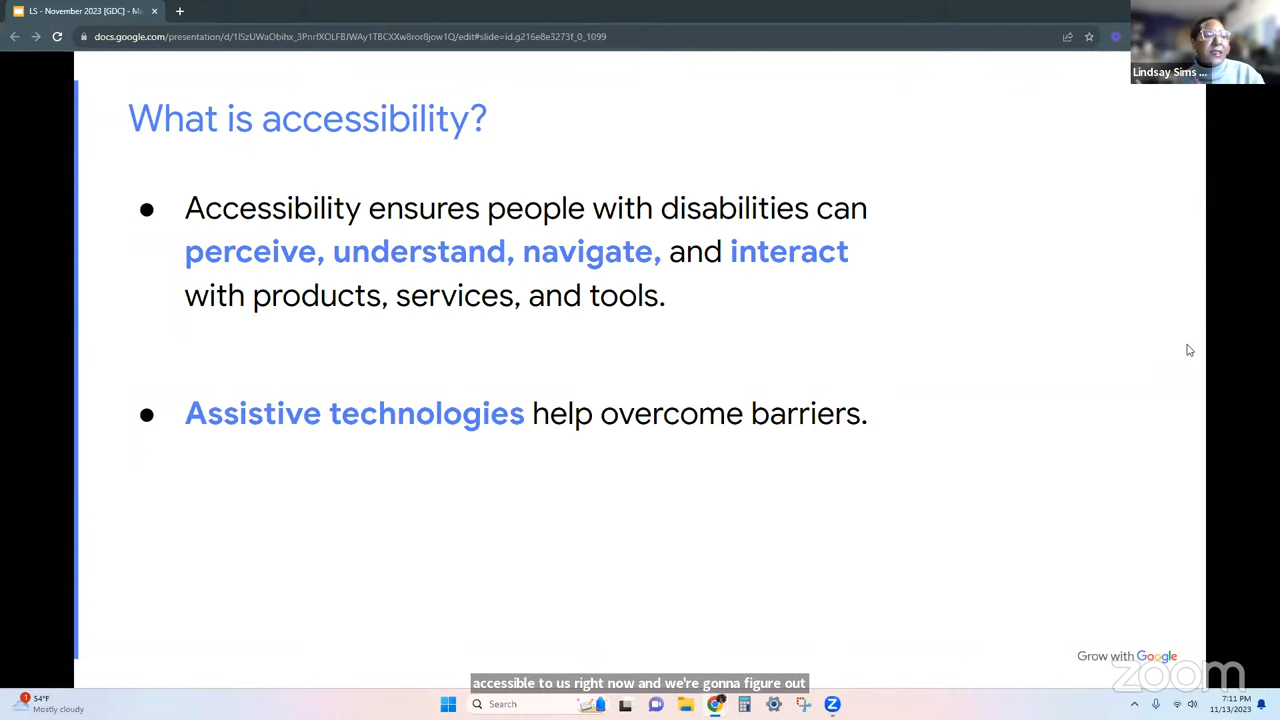 LS - November 2023 [GDC] - Mo
docs.google.com/presentation/d/1lSzUWaObihx_3PnrfXOLFBJWAy1TBCXXw8ror8jow1Q/edit#slide=id.g216e8e3273f_0_1099
Lindsay Sims ...
What is accessibility?
● Accessibility ensures people with disabilities can
perceive, understand, navigate, and interact
with products, services, and tools.
● Assistive technologies help overcome barriers.
Grow with Google
zoom
accessible to us right now and we're gonna figure out
1
54°F
Mostly cloudy
Search
7:11 PM
11/13/2023